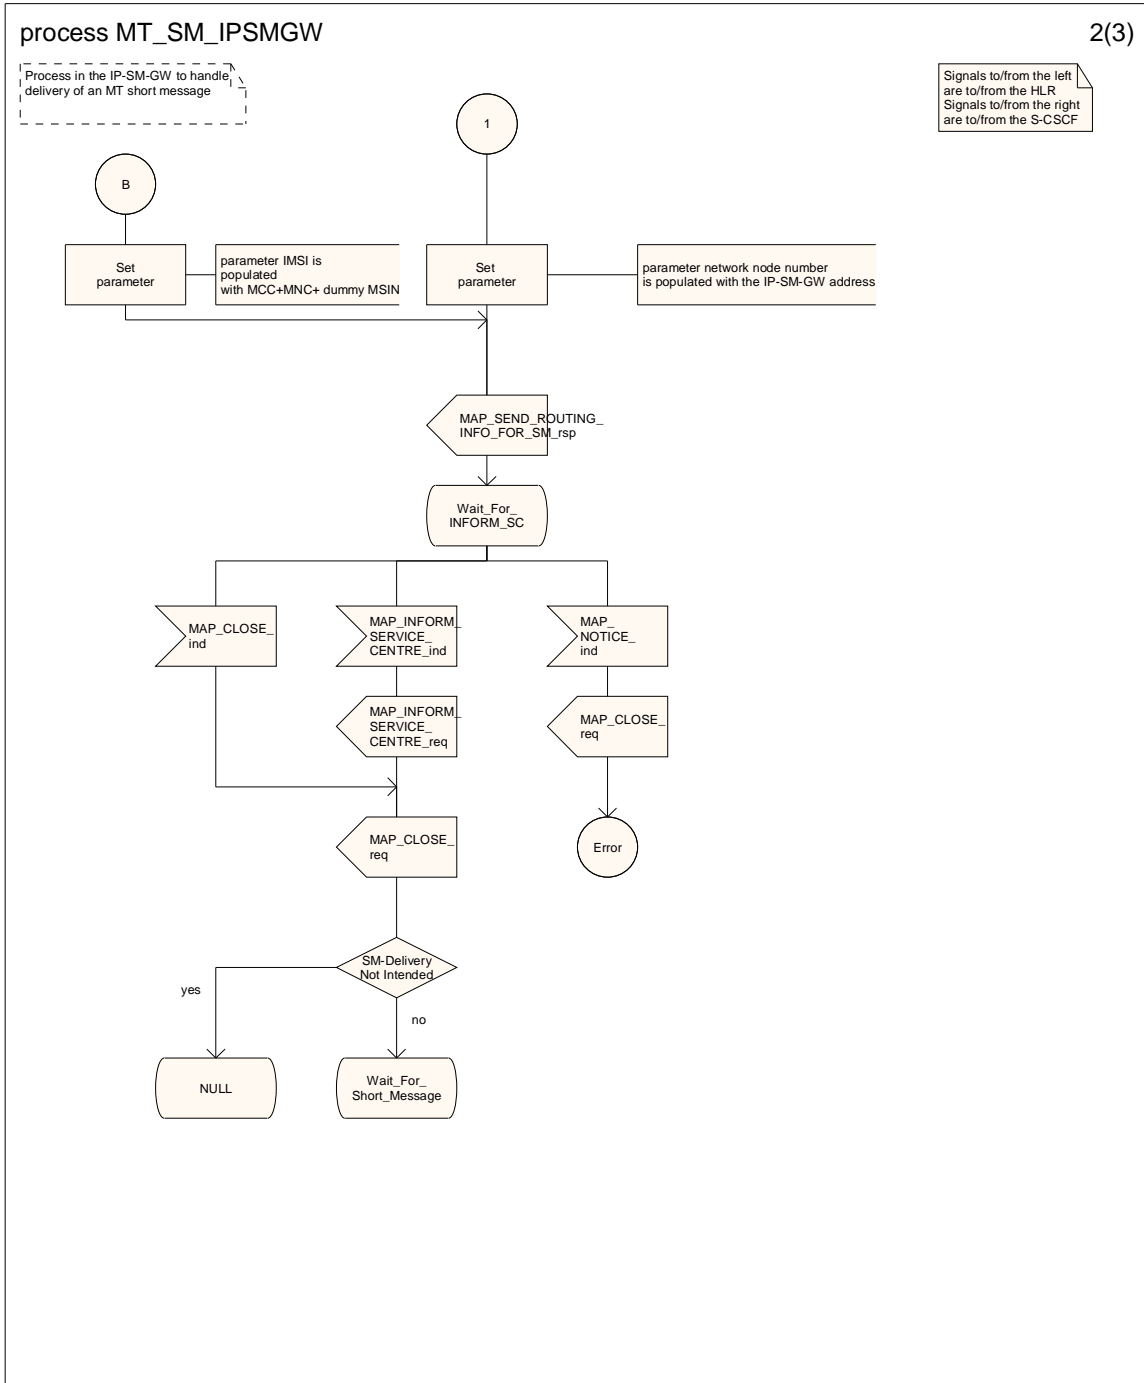 process MT_SM_IPSMGW
2(3)
Process in the IP-SM-GW to handle
delivery of an MT short message
Signals to/from the left
are to/from the HLR
Signals to/from the right
are to/from the S-CSCF
1
B
Set
parameter
parameter IMSI is
populated
with MCC+MNC+ dummy MSIN
Set
parameter
parameter network node number
is populated with the IP-SM-GW address
MAP_SEND_ROUTING_
INFO_FOR_SM_rsp
Wait_For_
INFORM_SC
MAP_CLOSE_
ind
MAP_INFORM_
SERVICE_
CENTRE_ind
MAP_
NOTICE_
ind
MAP_INFORM_
SERVICE_
CENTRE_req
MAP_CLOSE_
req
MAP_CLOSE_
req
Error
SM-Delivery
Not Intended
yes
no
NULL
Wait_For_
Short_Message